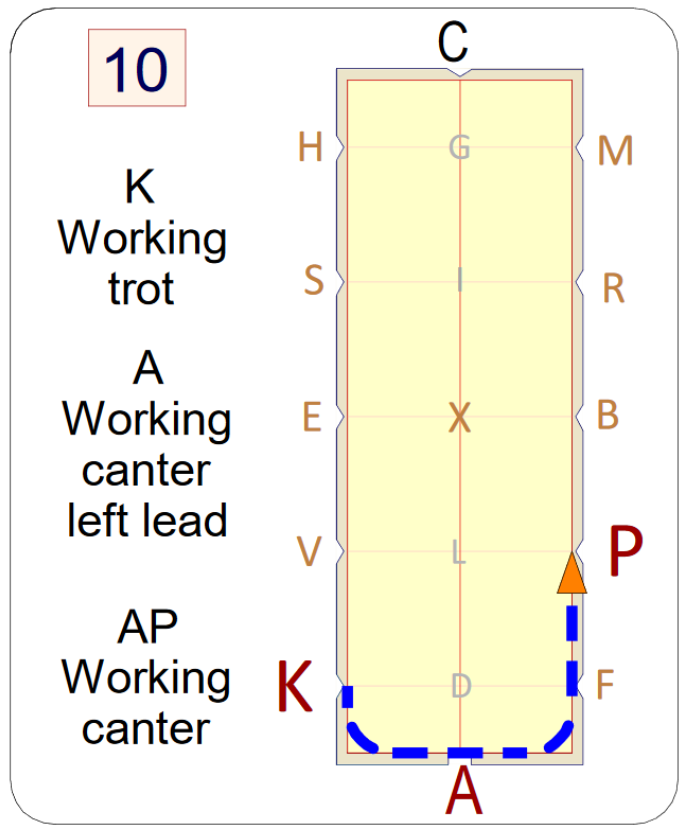 10
K
Working
trot
A
Working
canter
left lead
AP
Working
canter
C
H G M
S I R
E X B
V L P
K D F
A